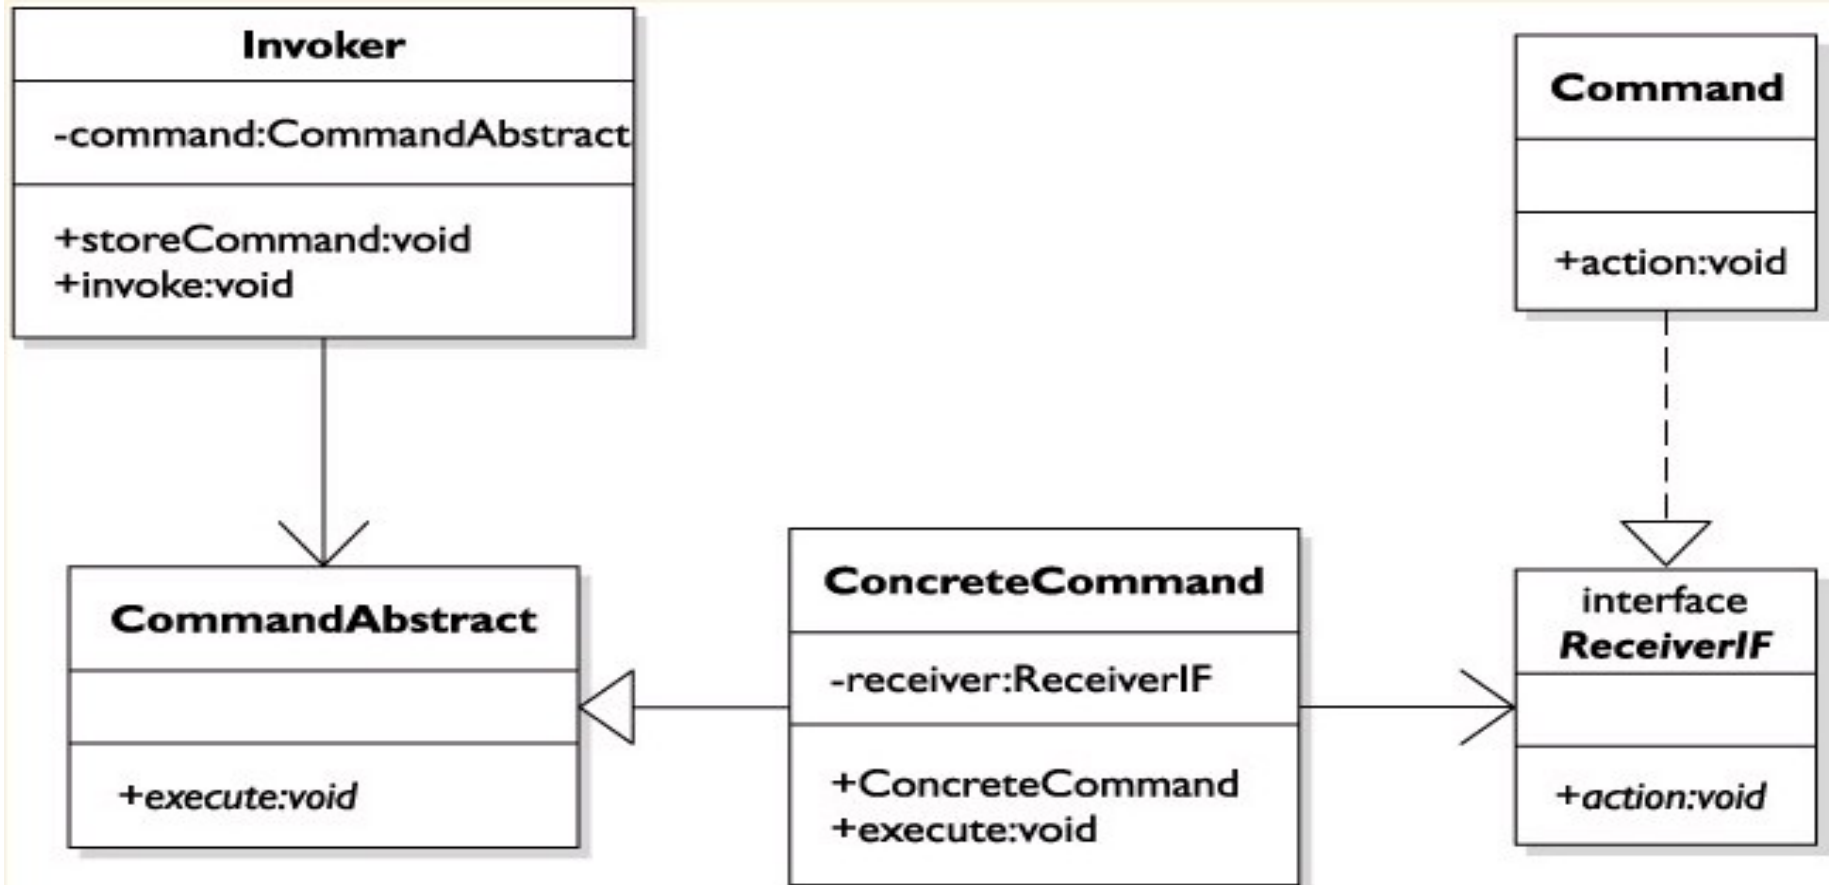 Invoker
-command:CommandAbstract
+storeCommand:void
+invoke:void
Command
+action:void
CommandAbstract
+execute:void
ConcreteCommand
-receiver:ReceiverIF
+ConcreteCommand
+execute:void
interface
ReceiverIF
+action:void